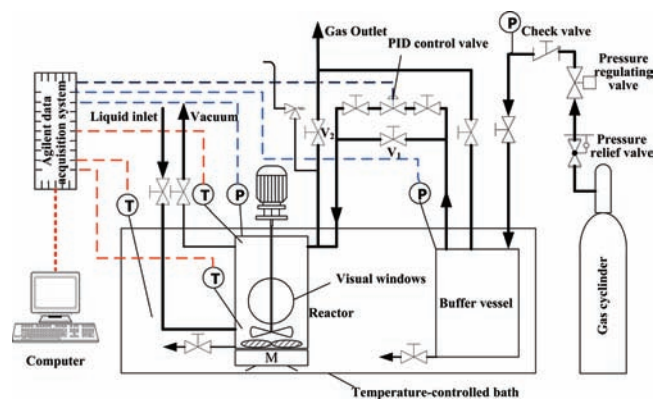 P
Check valve
Gas Outlet
PID control valve
Pressure
regulating
valve
Agilent data
acquisition system
Liquid inlet
Vacuum
V2
V1
Pressure
relief valve
T
P
P
T
T
Visual windows
Reactor
Buffer vessel
Gas cyclinder
M
Computer
Temperature-controlled bath